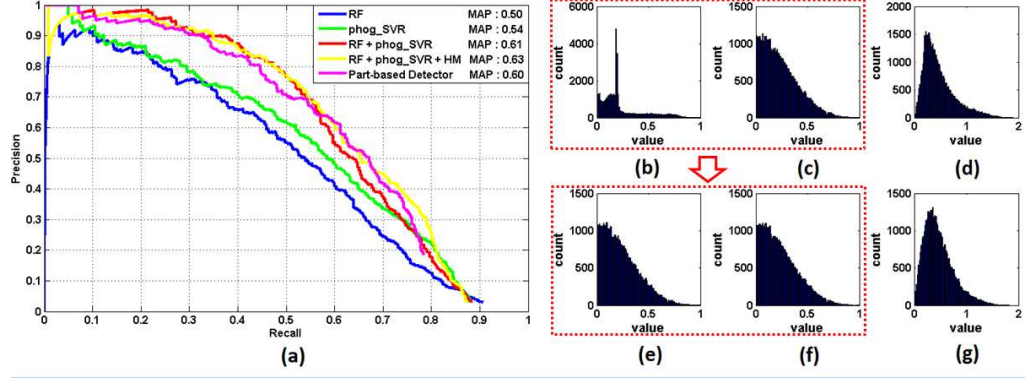 RF MAP : 0.50
phog_SVR MAP : 0.54
RF + phog_SVR MAP : 0.61
RF + phog_SVR + HM MAP : 0.63
Part-based Detector MAP : 0.60
Precision
1
0.9
0.8
0.7
0.6
0.5
0.4
0.3
0.2
0.1
0 0.1 0.2 0.3 0.4 0.5 0.6 0.7 0.8 0.9 1
Recall
(a)
count
6000
4000
2000
0
0 0.5 1
value
(b)
count
1500
1000
500
0
0 0.5 1
value
(c)
count
2000
1500
1000
500
0
0 1 2
value
(d)
count
1500
1000
500
0
0 0.5 1
value
(e)
count
1500
1000
500
0
0 0.5 1
value
(f)
count
1500
1000
500
0
0 1 2
value
(g)